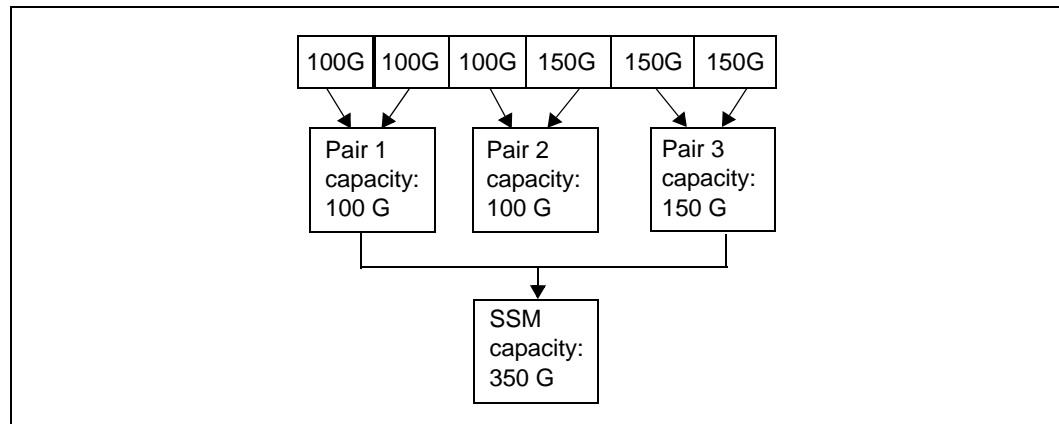 100G 100G 100G 150G 150G 150G
Pair 1
capacity:
100 G
Pair 2
capacity:
100 G
Pair 3
capacity:
150 G
SSM
capacity:
350 G